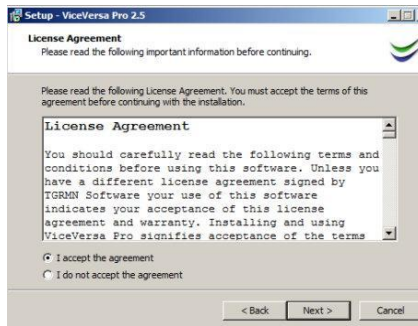 Setup - ViceVersa Pro 2.5
License Agreement
Please read the following important information before continuing.
Please read the following License Agreement. You must accept the terms of this
agreement before continuing with the installation.
License Agreement
You should carefully read the following terms and
conditions before using this software. Unless you
have a different license agreement signed by
TGRMN Software your use of this software
indicates your acceptance of this license
agreement and warranty. Installing and using
ViceVersa Pro signifies acceptance of the terms
I accept the agreement
I do not accept the agreement
< Back
Next >
Cancel